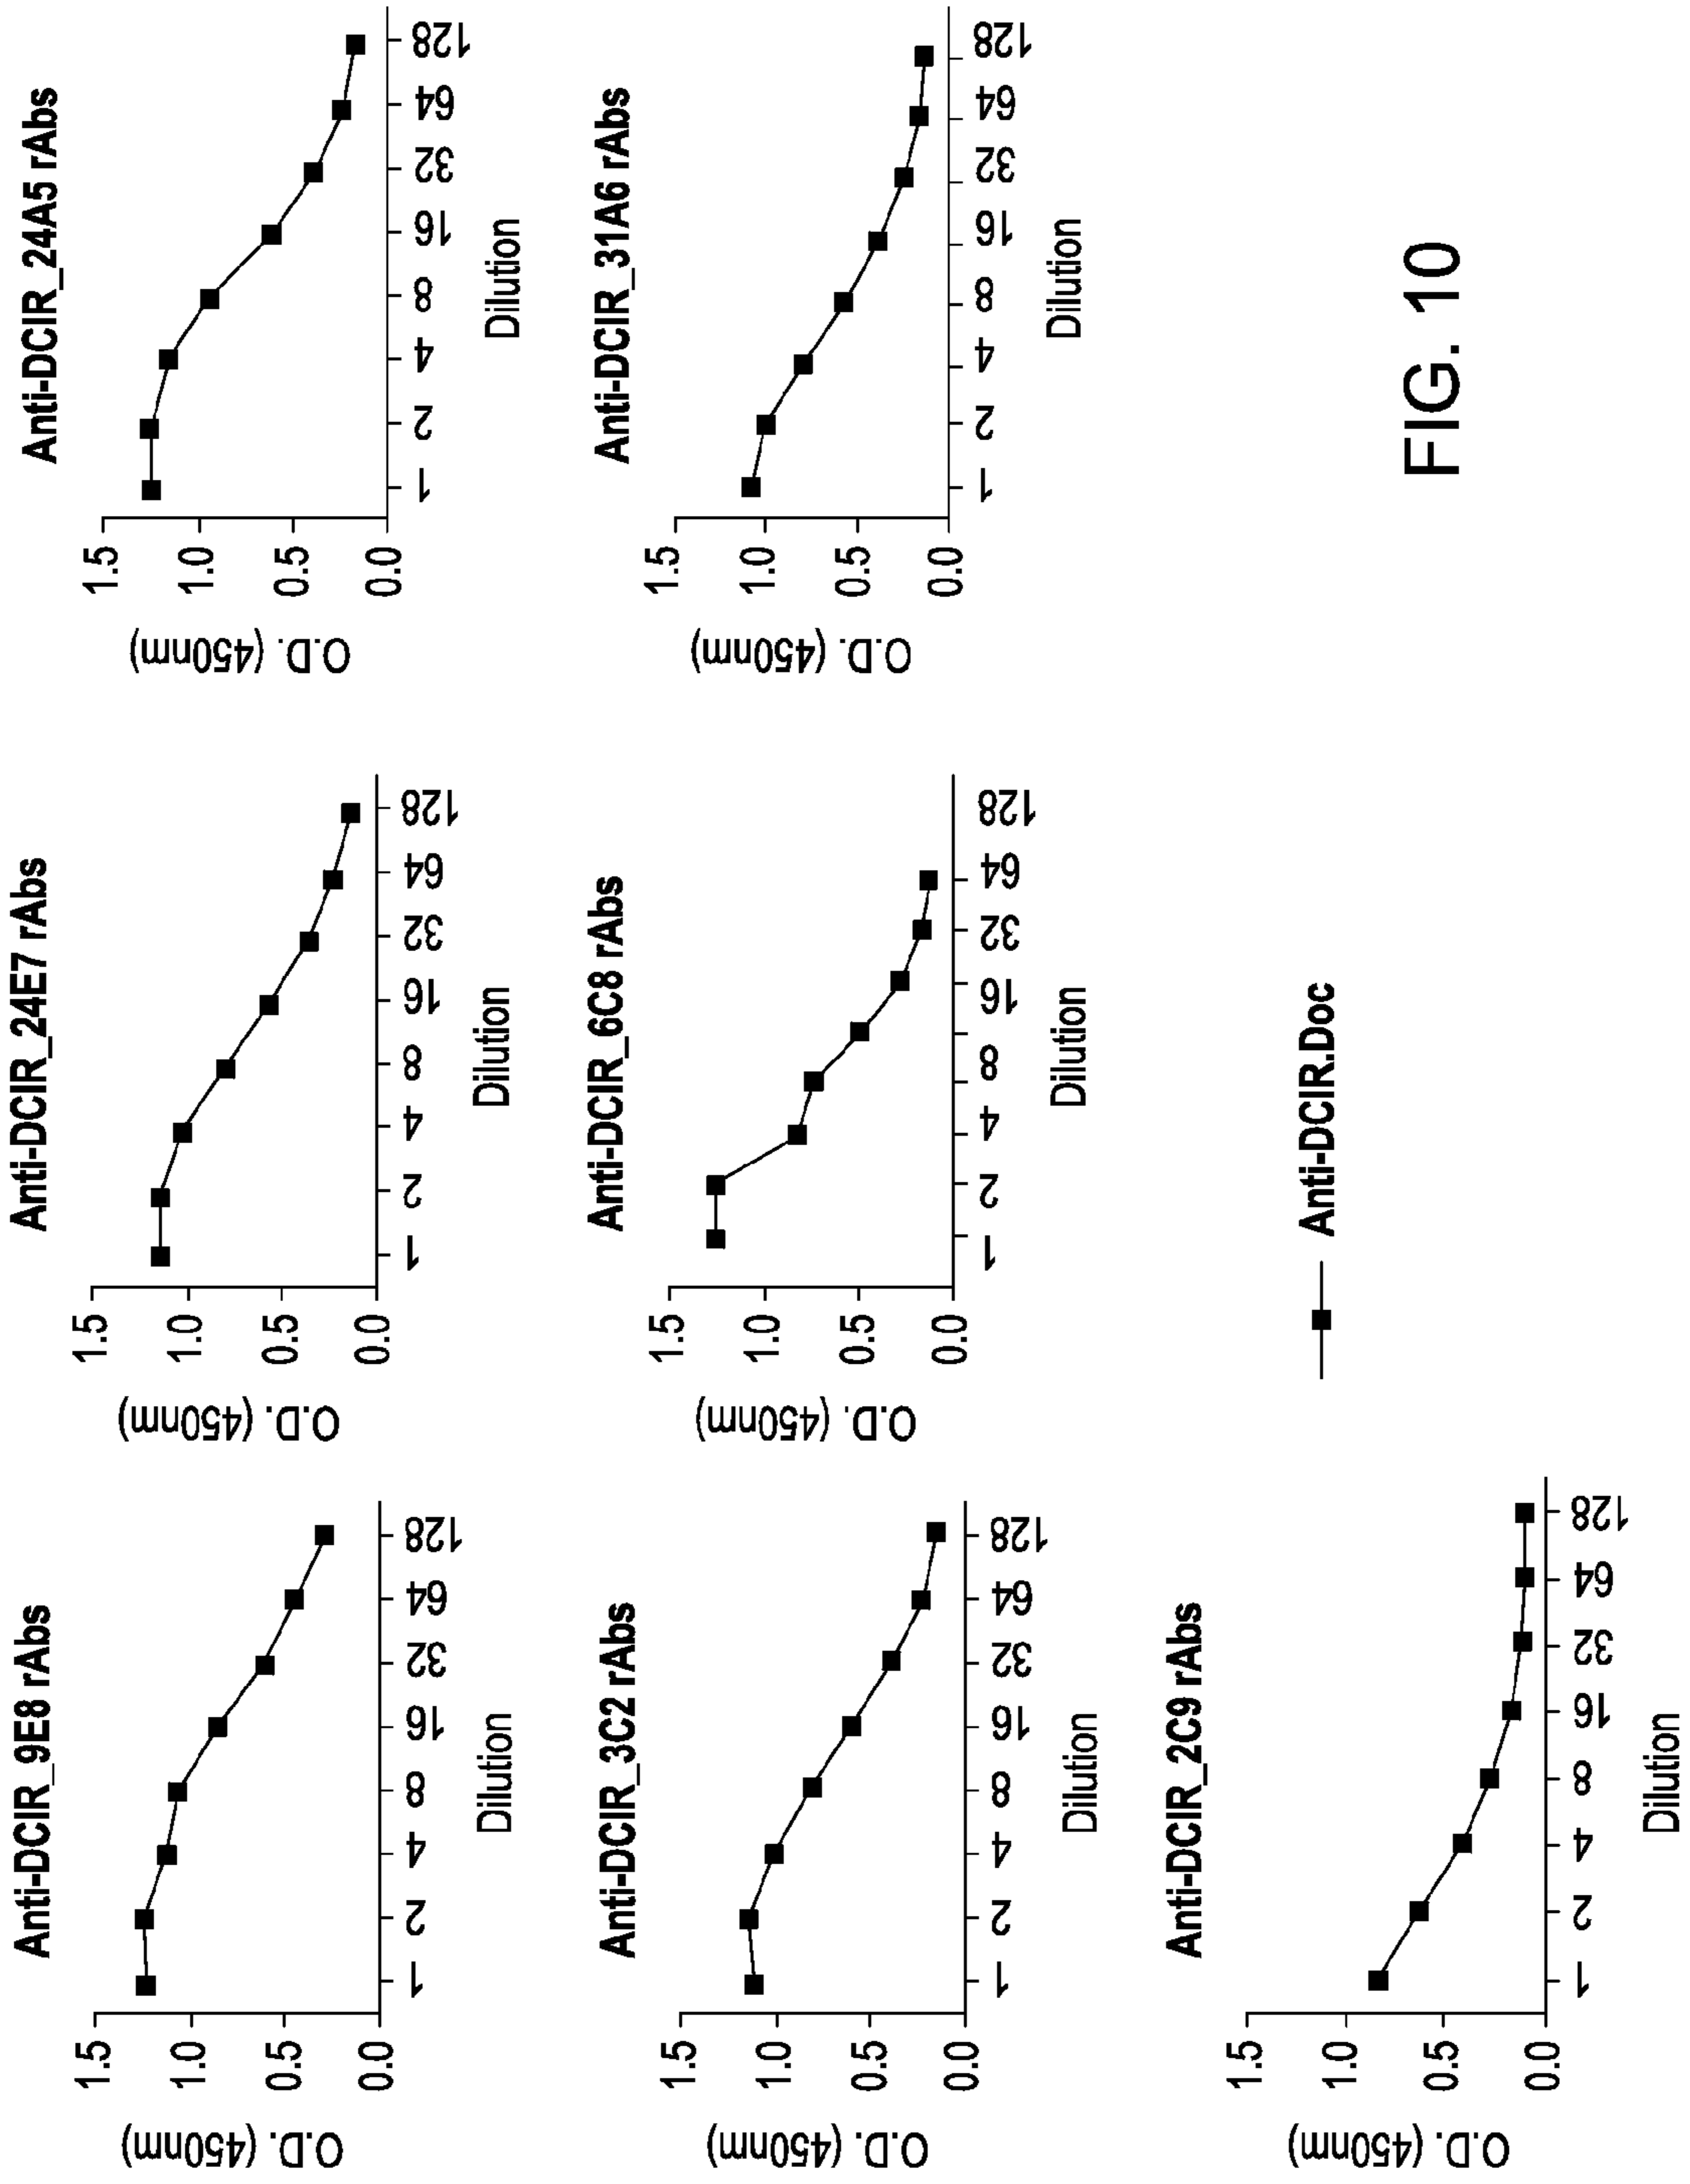 Anti-DCIR_9E8 rAbs
O.D. (450nm)
1.5
1.0
0.5
0.0
1 2 4 8 16 32 64 128
Dilution
Anti-DCIR_24E7 rAbs
O.D. (450nm)
1.5
1.0
0.5
0.0
1 2 4 8 16 32 64 128
Dilution
Anti-DCIR_24A5 rAbs
O.D. (450nm)
1.5
1.0
0.5
0.0
1 2 4 8 16 32 64 128
Dilution
Anti-DCIR_3C2 rAbs
O.D. (450nm)
1.5
1.0
0.5
0.0
1 2 4 8 16 32 64 128
Dilution
Anti-DCIR_6C8 rAbs
O.D. (450nm)
1.5
1.0
0.5
0.0
1 2 4 8 16 32 64 128
Dilution
Anti-DCIR_31A6 rAbs
O.D. (450nm)
1.5
1.0
0.5
0.0
1 2 4 8 16 32 64 128
Dilution
Anti-DCIR_2C9 rAbs
O.D. (450nm)
1.5
1.0
0.5
0.0
1 2 4 8 16 32 64 128
Dilution
Anti-DCIR.Doc
FIG. 10